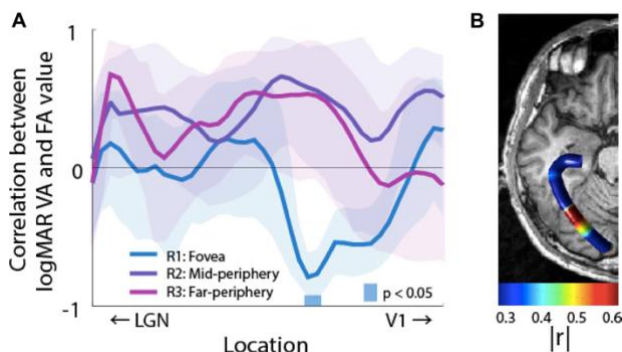 A
B
1
0
-1
Correlation between
logMAR VA and FA value
R1: Fovea
R2: Mid-periphery
R3: Far-periphery
p < 0.05
← LGN
V1 →
Location
0.3 0.4 0.5 0.6
|r|